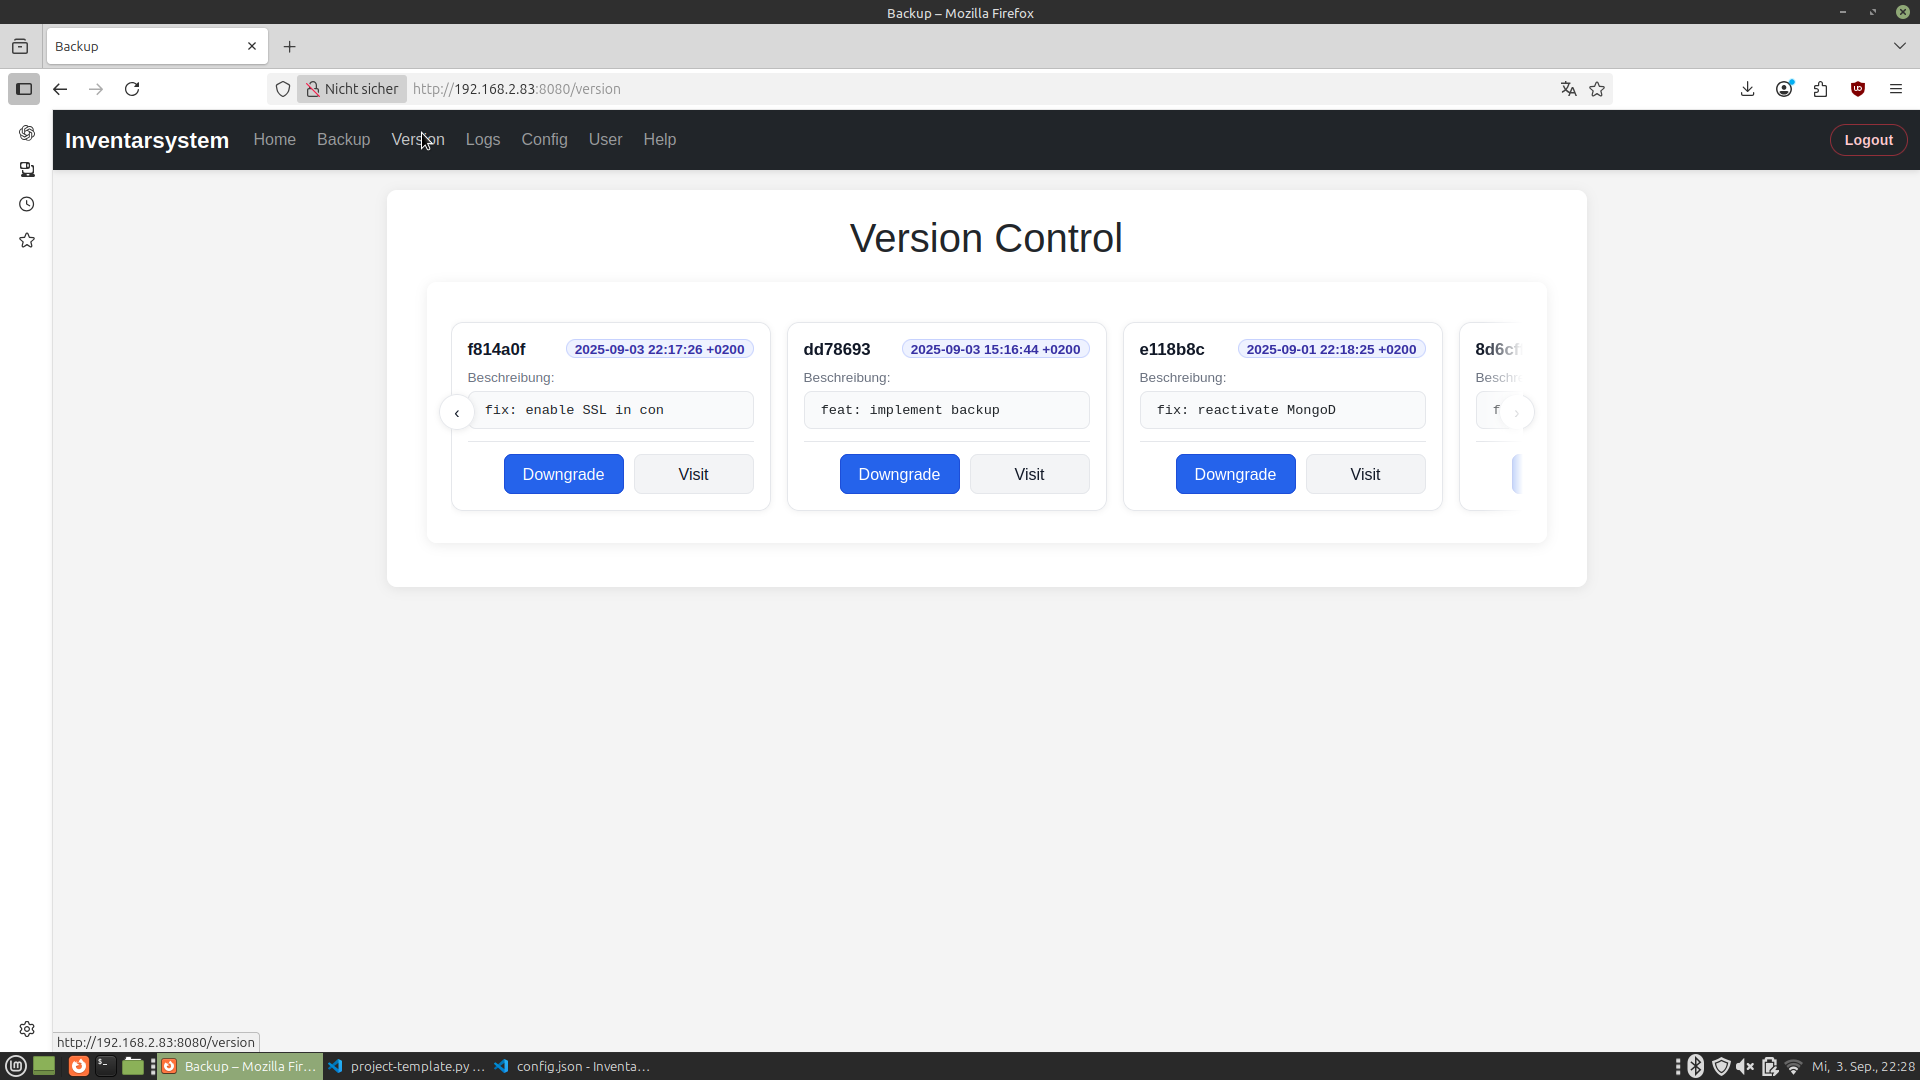 Backup – Mozilla Firefox
Backup
Nicht sicher
http://192.168.2.83:8080/version
Inventarsystem
Home
Backup
Version
Logs
Config
User
Help
Logout
Version Control
f814a0f
2025-09-03 22:17:26 +0200
Beschreibung:
fix: enable SSL in con
Downgrade
Visit
dd78693
2025-09-03 15:16:44 +0200
Beschreibung:
feat: implement backup
Downgrade
Visit
e118b8c
2025-09-01 22:18:25 +0200
Beschreibung:
fix: reactivate MongoD
Downgrade
Visit
8d6cf
Beschr
f
http://192.168.2.83:8080/version
Backup – Mozilla Fir...
project-template.py ...
config.json - Inventa...
Mi, 3. Sep., 22:28